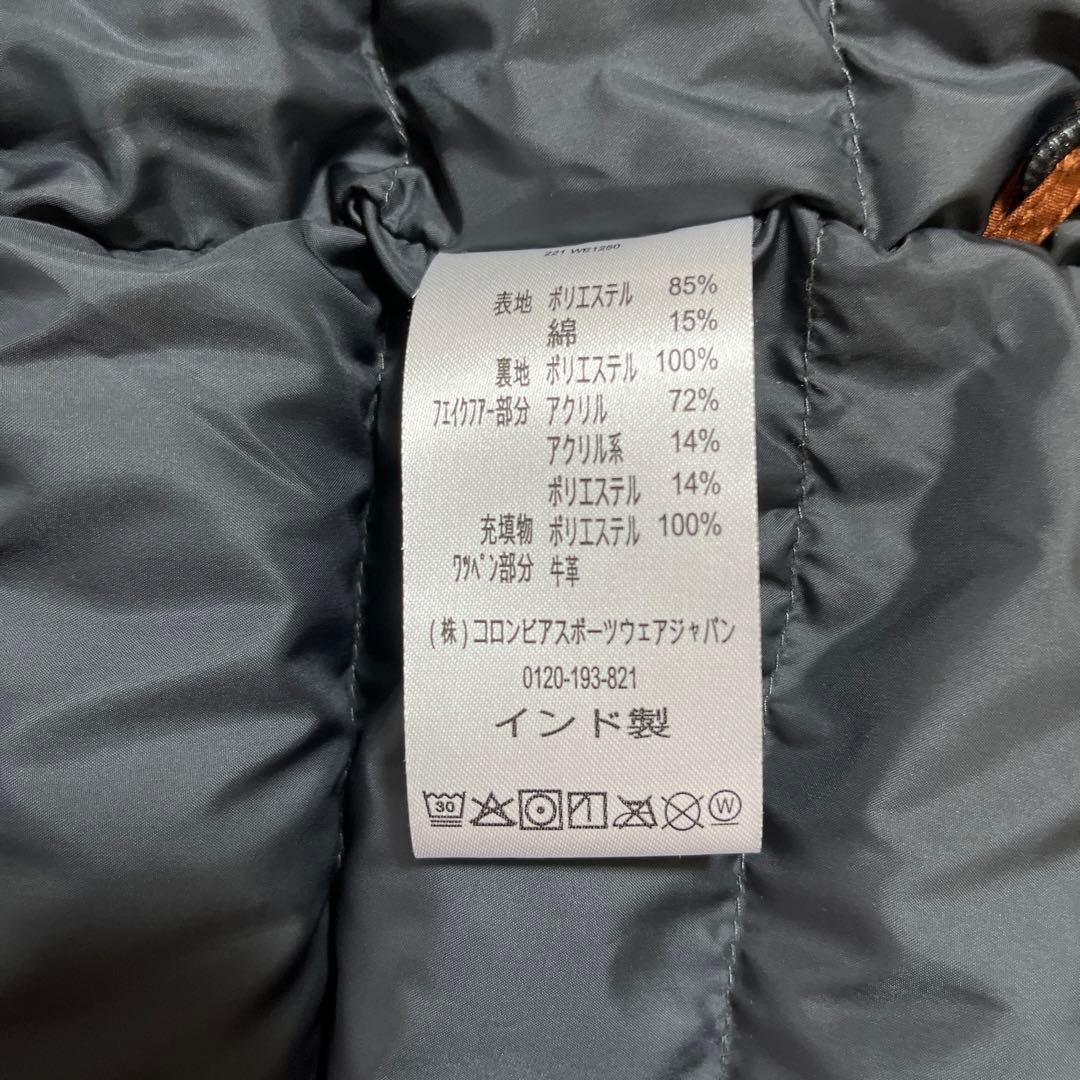 221 WE1250
表地 ポリエステル 85%
綿 15%
裏地 ポリエステル 100%
フェイクファー部分 アクリル 72%
アクリル系 14%
ポリエステル 14%
充填物 ポリエステル 100%
ワッペン部分 牛革
(株)コロンビアスポーツウェアジャパン
0120-193-821
インド製
30 W